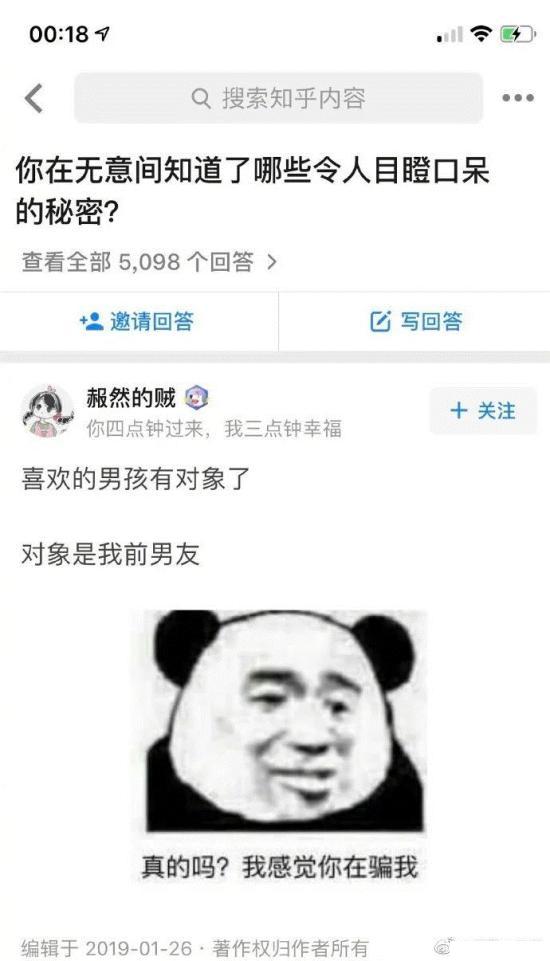 00:18
搜索知乎内容
你在无意间知道了哪些令人目瞪口呆
的秘密？
查看全部 5,098 个回答
邀请回答
写回答
赧然的贼
你四点钟过来，我三点钟幸福
+ 关注
喜欢的男孩有对象了
对象是我前男友
真的吗？我感觉你在骗我
编辑于 2019-01-26 · 著作权归作者所有